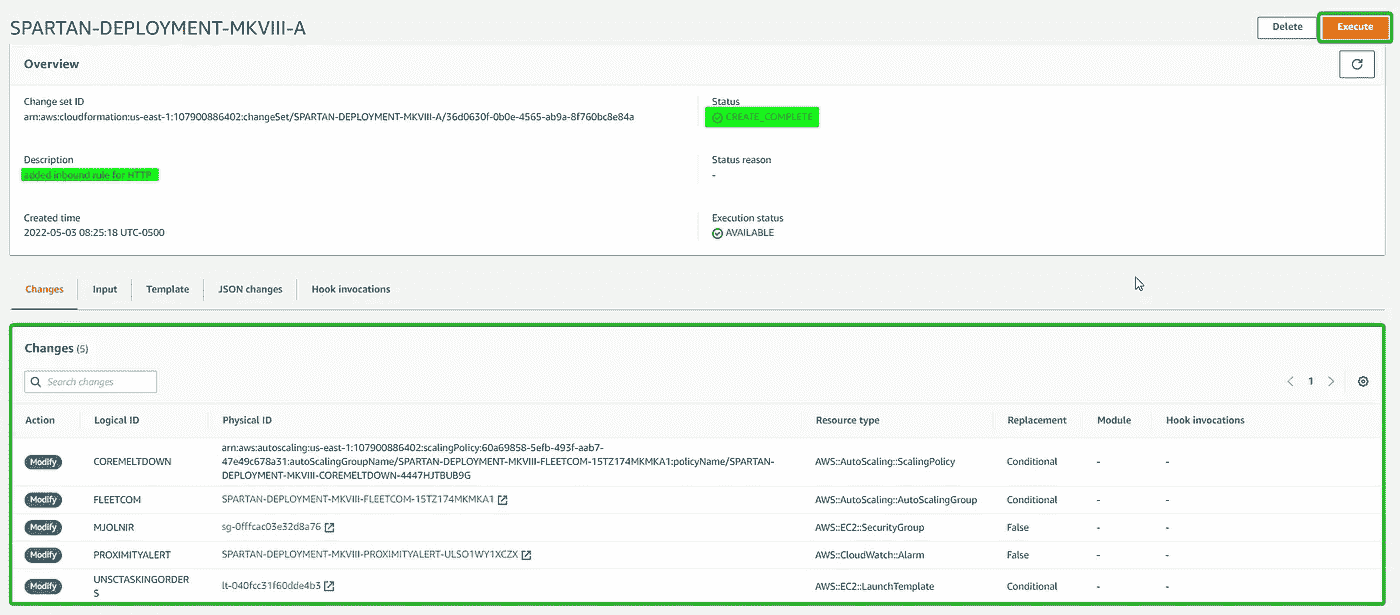 SPARTAN-DEPLOYMENT-MKVIII-A
Delete
Execute
Overview
Change set ID
arn:aws:cloudformation:us-east-1:107900886402:changeSet/SPARTAN-DEPLOYMENT-MKVIII-A/36d0630f-0b0e-4565-ab9a-8f760bc8e84a
Status
CREATE_COMPLETE
Description
added inbound rule for HTTP
Status reason
-
Created time
2022-05-03 08:25:18 UTC-0500
Execution status
AVAILABLE
Changes Input Template JSON changes Hook invocations
Changes (5)
Search changes
1
Action Logical ID Physical ID Resource type Replacement Module Hook invocations
arn:aws:autoscaling:us-east-1:107900886402:scalingPolicy:60a69858-5efb-493f-aab7-
Modify COREMELTDOWN 47e49c678a31:autoScalingGroupName/SPARTAN-DEPLOYMENT-MKVIII-FLEETCOM-15TZ174MKMKA1:policyName/SPARTAN- AWS::AutoScaling::ScalingPolicy Conditional - -
DEPLOYMENT-MKVIII-COREMELTDOWN-4447HJTBUB9G
Modify FLEETCOM SPARTAN-DEPLOYMENT-MKVIII-FLEETCOM-15TZ174MKMKA1 AWS::AutoScaling::AutoScalingGroup Conditional - -
Modify MJOLNIR sg-0fffcac03e32d8a76 AWS::EC2::SecurityGroup False - -
Modify PROXIMITYALERT SPARTAN-DEPLOYMENT-MKVIII-PROXIMITYALERT-ULSO1WY1XCZX AWS::CloudWatch::Alarm False - -
Modify UNSCTASKINGORDER lt-040fcc31f60dde4b3 AWS::EC2::LaunchTemplate Conditional - -
S